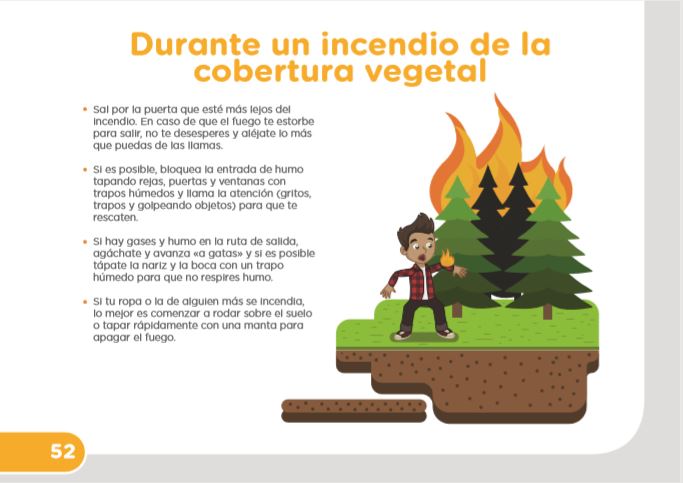 Durante un incendio de la
cobertura vegetal
• Sal por la puerta que esté más lejos del
incendio. En caso de que el fuego te estorbe
para salir, no te desesperes y aléjate lo más
que puedas de las llamas.
• Si es posible, bloquea la entrada de humo
tapando rejas, puertas y ventanas con
trapos húmedos y llama la atención (gritos,
trapos y golpeando objetos) para que te
rescaten.
• Si hay gases y humo en la ruta de salida,
agáchate y avanza «a gatas» y si es posible
tápate la nariz y la boca con un trapo
húmedo para que no respires humo.
• Si tu ropa o la de alguien más se incendia,
lo mejor es comenzar a rodar sobre el suelo
o tapar rápidamente con una manta para
apagar el fuego.
52